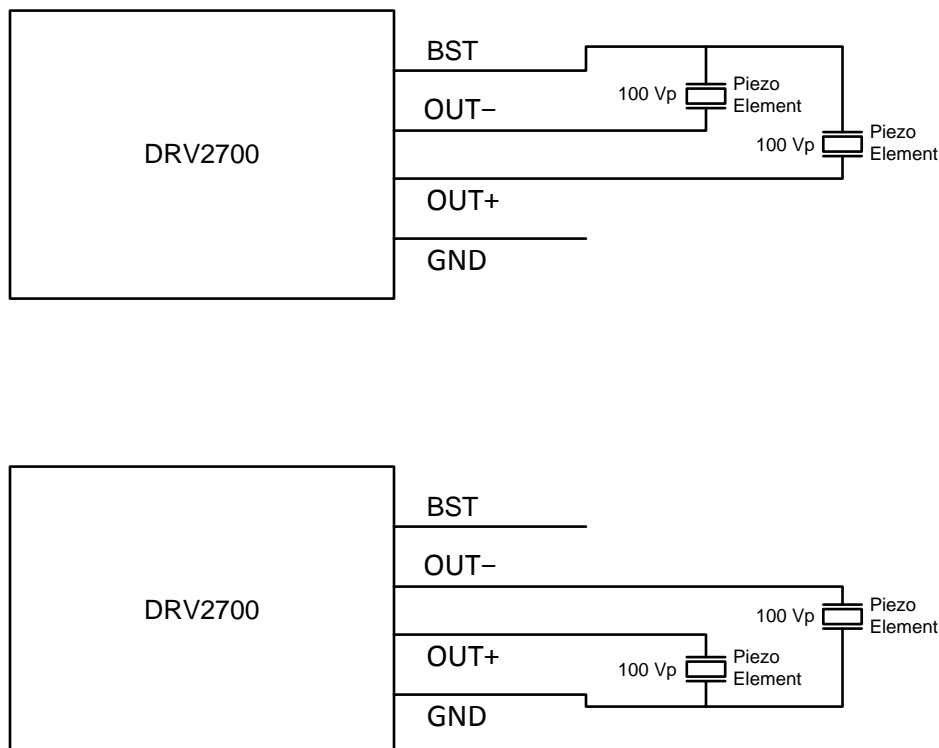 BST
100 Vp
Piezo
Element
OUT–
DRV2700
100 Vp
Piezo
Element
OUT+
GND
BST
OUT–
DRV2700
100 Vp
Piezo
Element
OUT+
100 Vp
Piezo
Element
GND